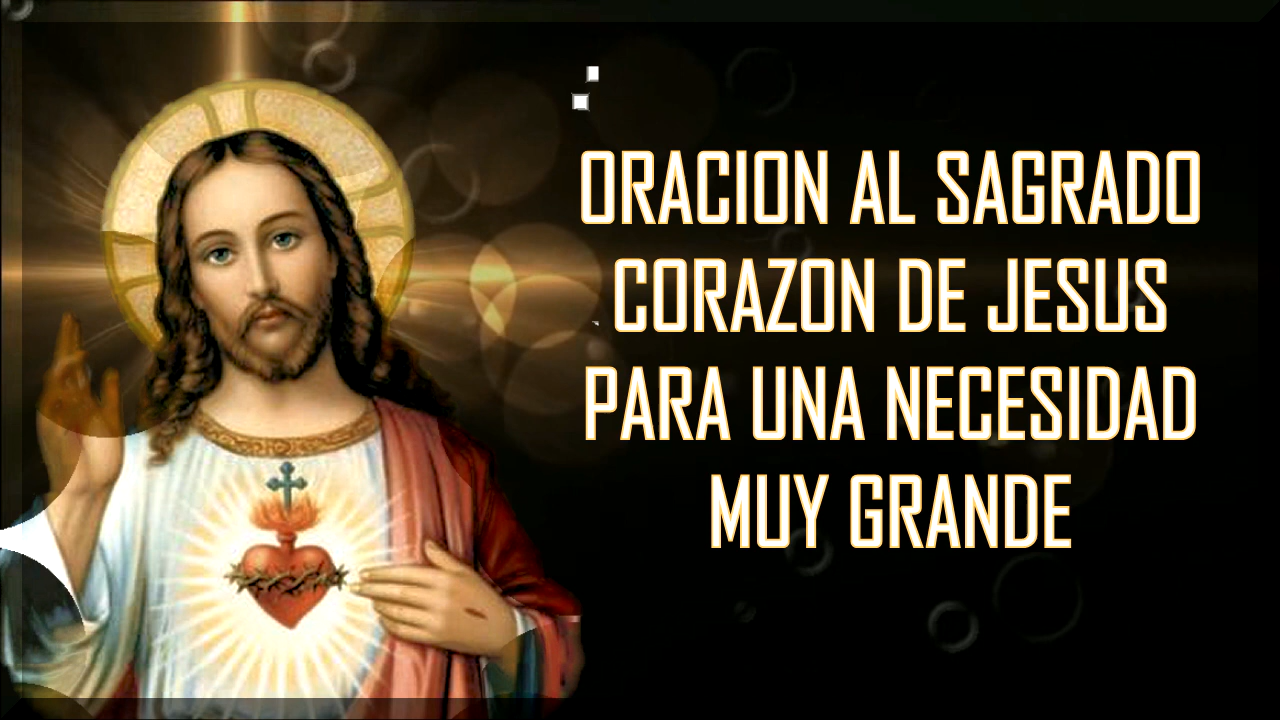 ORACION AL SAGRADO
CORAZON DE JESUS
PARA UNA NECESIDAD
MUY GRANDE